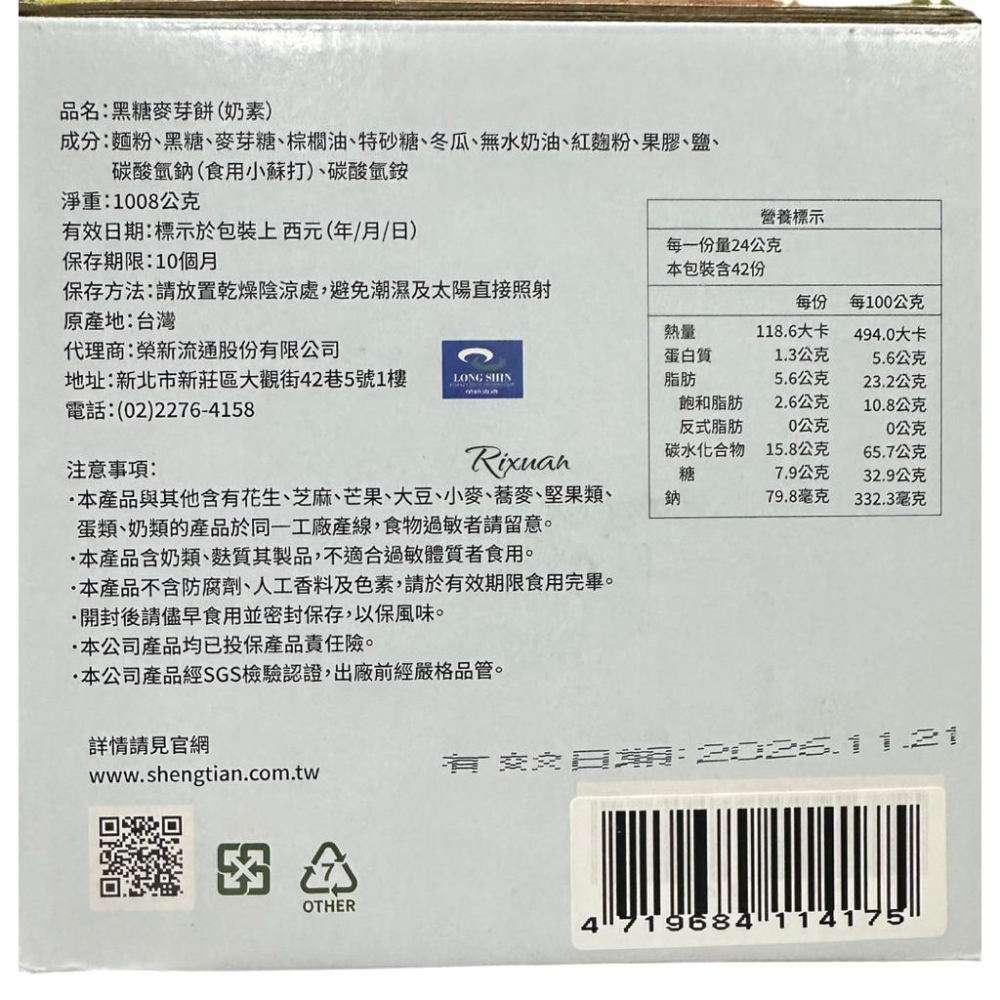 品名:黑糖麥芽餅(奶素)
成分:麵粉、黑糖、麥芽糖、棕櫚油、特砂糖、冬瓜、無水奶油、紅麴粉、果膠、鹽、
碳酸氫鈉(食用小蘇打)、碳酸氫銨
淨重:1008公克
有效日期:標示於包裝上 西元(年/月/日)
保存期限:10個月
保存方法:請放置乾燥陰涼處,避免潮濕及太陽直接照射
原產地:台灣
代理商:榮新流通股份有限公司
地址:新北市新莊區大觀街42巷5號1樓
電話:(02)2276-4158
LONG SHIN
營養標示
每一份量24公克
本包裝含42份
每份 每100公克
熱量 118.6大卡 494.0大卡
蛋白質 1.3公克 5.6公克
脂肪 5.6公克 23.2公克
飽和脂肪 2.6公克 10.8公克
反式脂肪 0公克 0公克
碳水化合物 15.8公克 65.7公克
糖 7.9公克 32.9公克
鈉 79.8毫克 332.3毫克
Rixuan
注意事項:
·本產品與其他含有花生、芝麻、芒果、大豆、小麥、蕎麥、堅果類、
蛋類、奶類的產品於同一工廠產線,食物過敏者請留意。
·本產品含奶類、麩質其製品,不適合過敏體質者食用。
·本產品不含防腐劑、人工香料及色素,請於有效期限食用完畢。
·開封後請儘早食用並密封保存,以保風味。
·本公司產品均已投保產品責任險。
·本公司產品經SGS檢驗認證,出廠前經嚴格品管。
詳情請見官網
www.shengtian.com.tw
有效日期:2026.11.21
7
OTHER
4 719684 114175